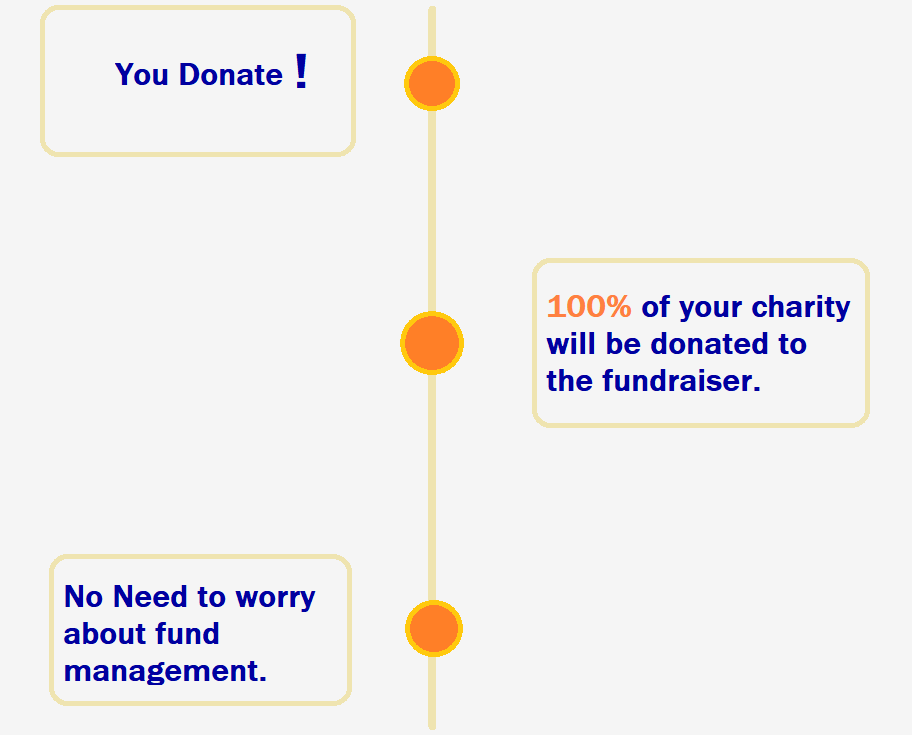 You Donate !
100% of your charity
will be donated to
the fundraiser.
No Need to worry
about fund
management.